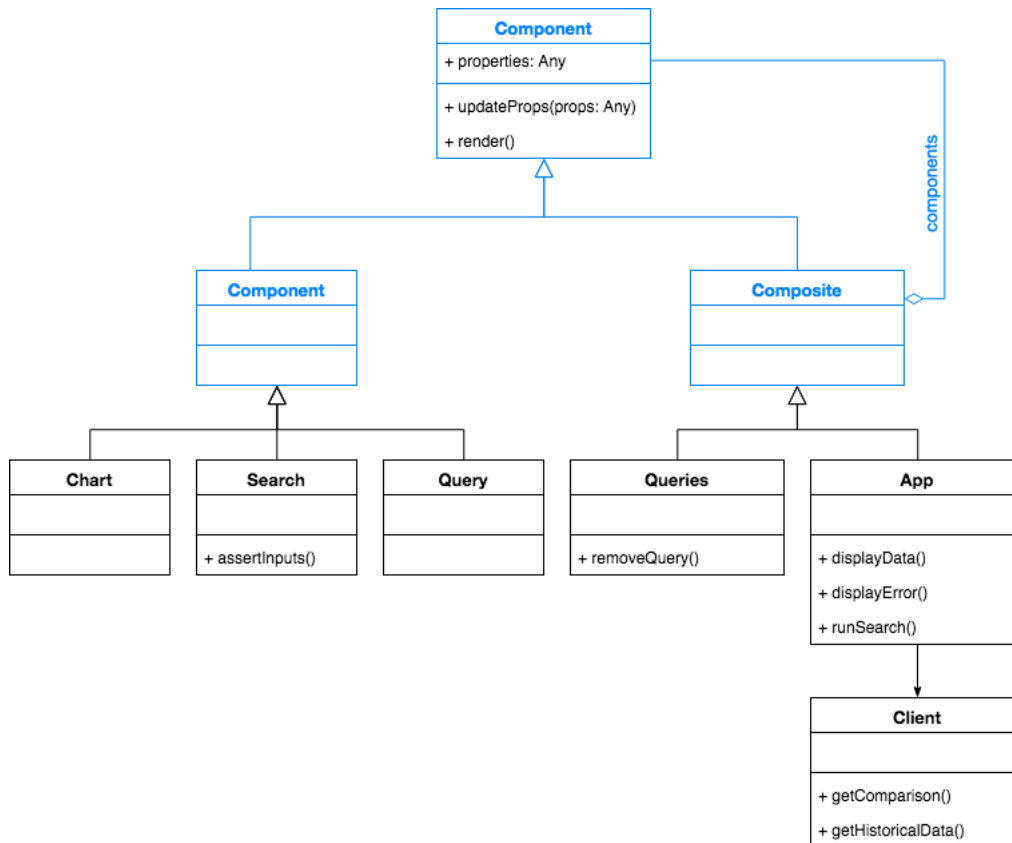 Component
+ properties: Any
+ updateProps(props: Any)
+ render()
components
Component
Composite
Chart
Search
+ assertInputs()
Query
Queries
+ removeQuery()
App
+ displayData()
+ displayError()
+ runSearch()
Client
+ getComparison()
+ getHistoricalData()